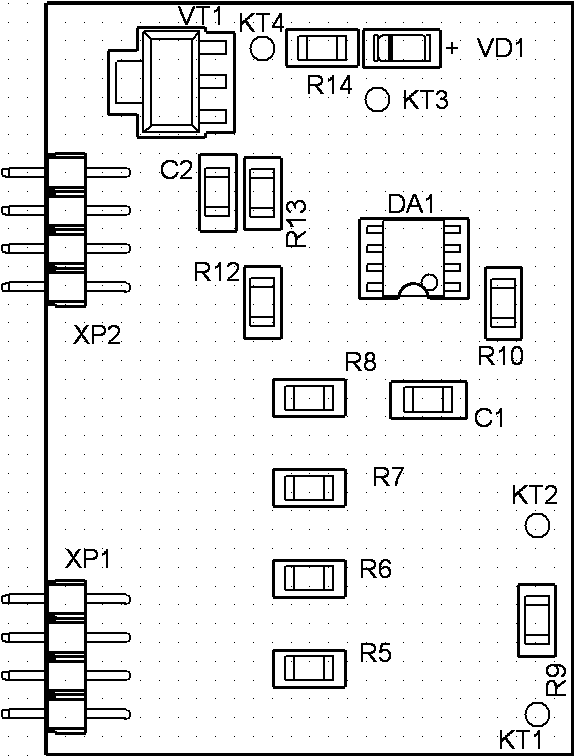 VT1
KT4
+
VD1
R14
KT3
C2
R13
DA1
R12
XP2
R10
R8
C1
R7
KT2
XP1
R6
R5
R9
KT1